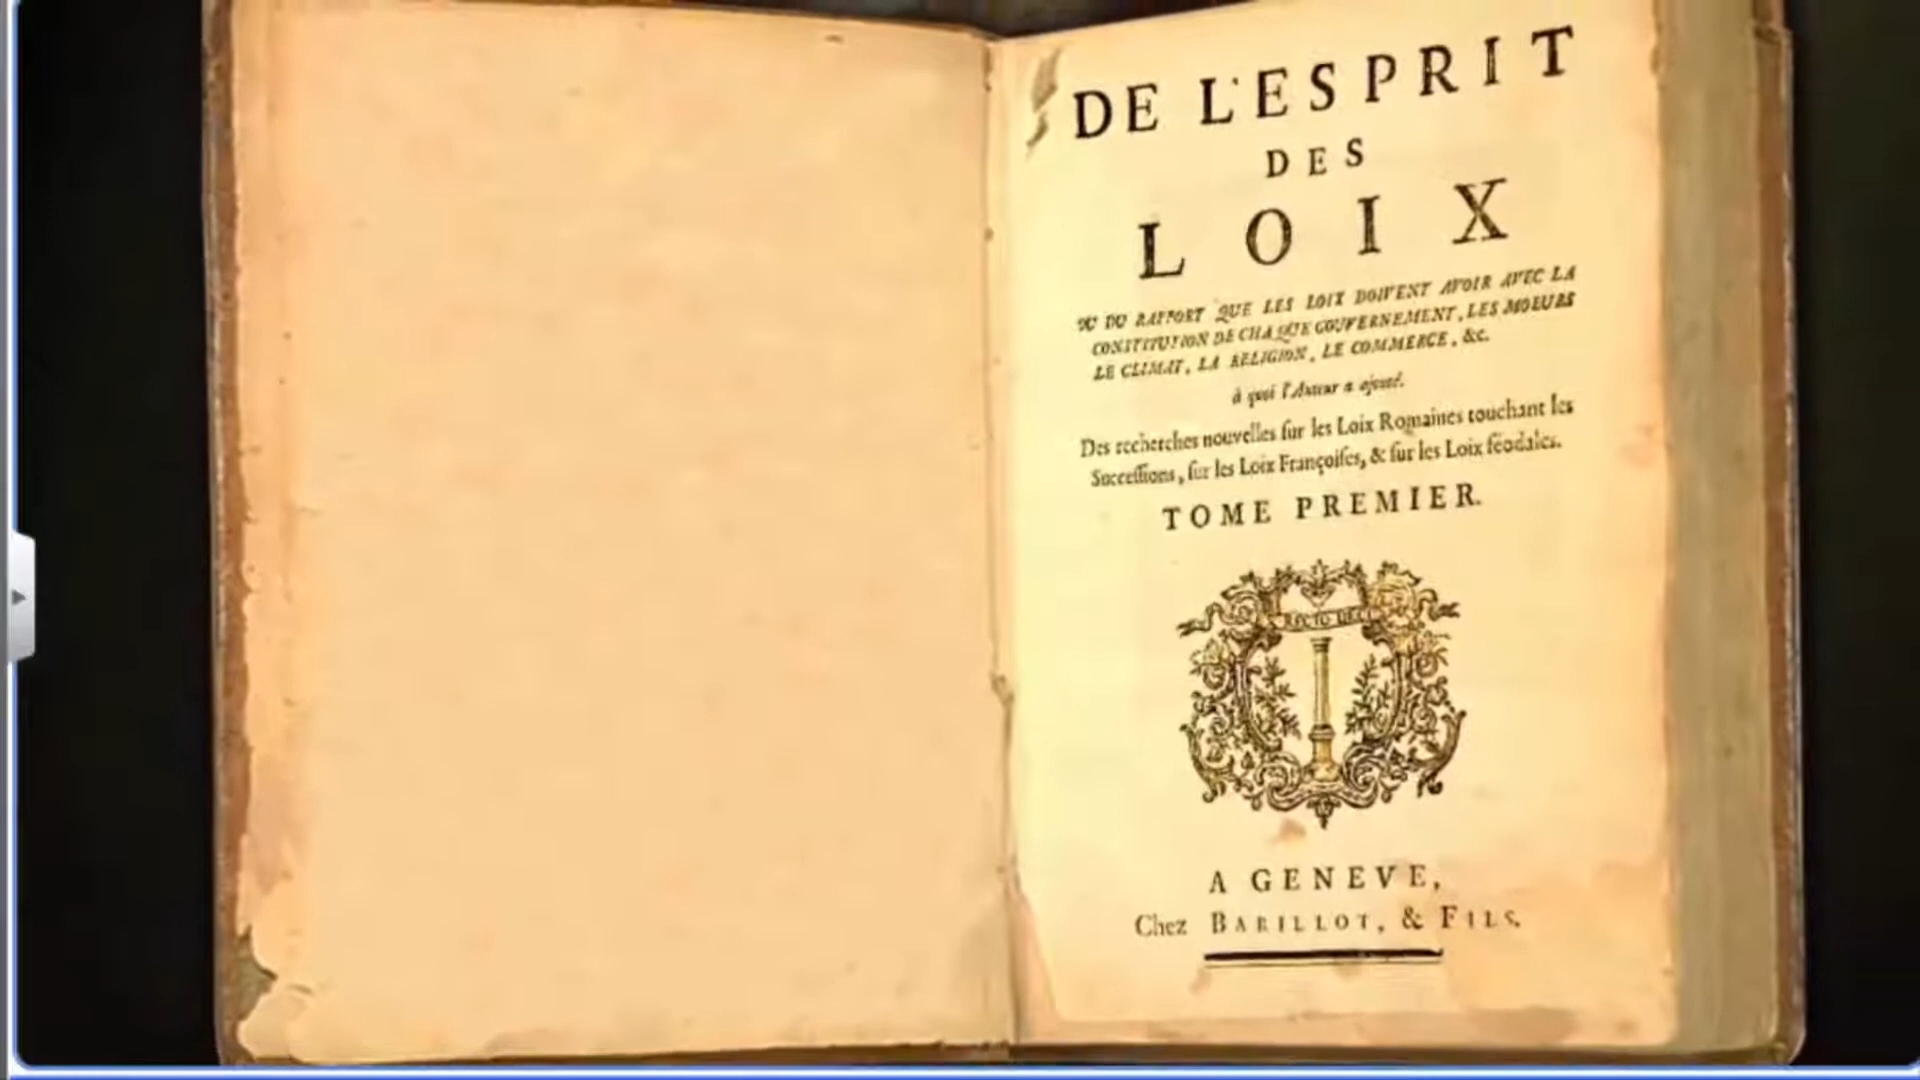 DE L'ESPRIT
DES
LOIX
OU DU RAPPORT QUE LES LOIX DOIVENT AVOIR AVEC LA
CONSTITUTION DE CHAQUE GOUVERNEMENT, LES MOEURS
LE CLIMAT, LA RELIGION, LE COMMERCE, &c.
à quoi l'Auteur a ajouté.
Des recherches nouvelles sur les Loix Romaines touchant les
Successions, sur les Loix Françoises, & sur les Loix féodales.
TOME PREMIER.
A GENEVE,
Chez BARILLOT, & FILS.